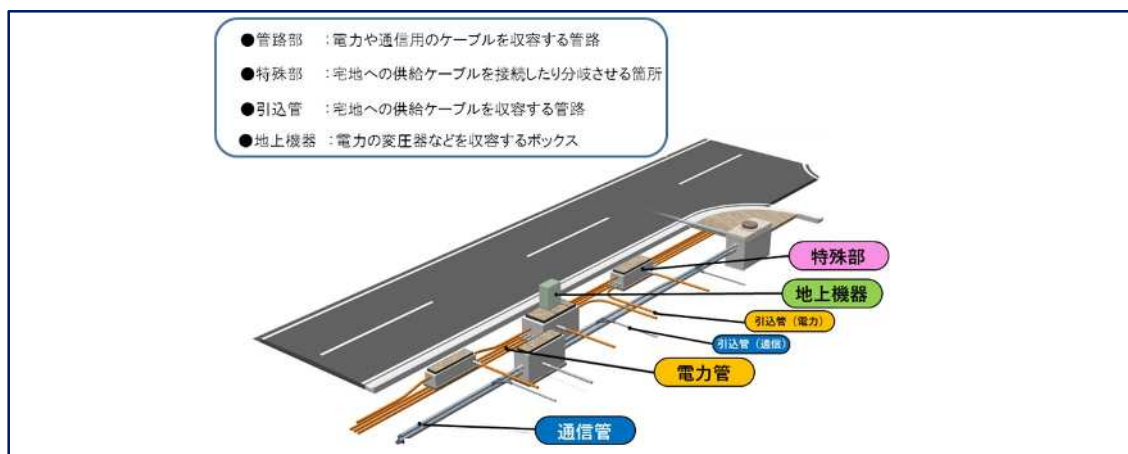 ●管路部 ：電力や通信用のケーブルを収容する管路
●特殊部 ：宅地への供給ケーブルを接続したり分岐させる箇所
●引込管 ：宅地への供給ケーブルを収容する管路
●地上機器 ：電力の変圧器などを収容するボックス
特殊部
地上機器
引込管（電力）
引込管（通信）
電力管
通信管